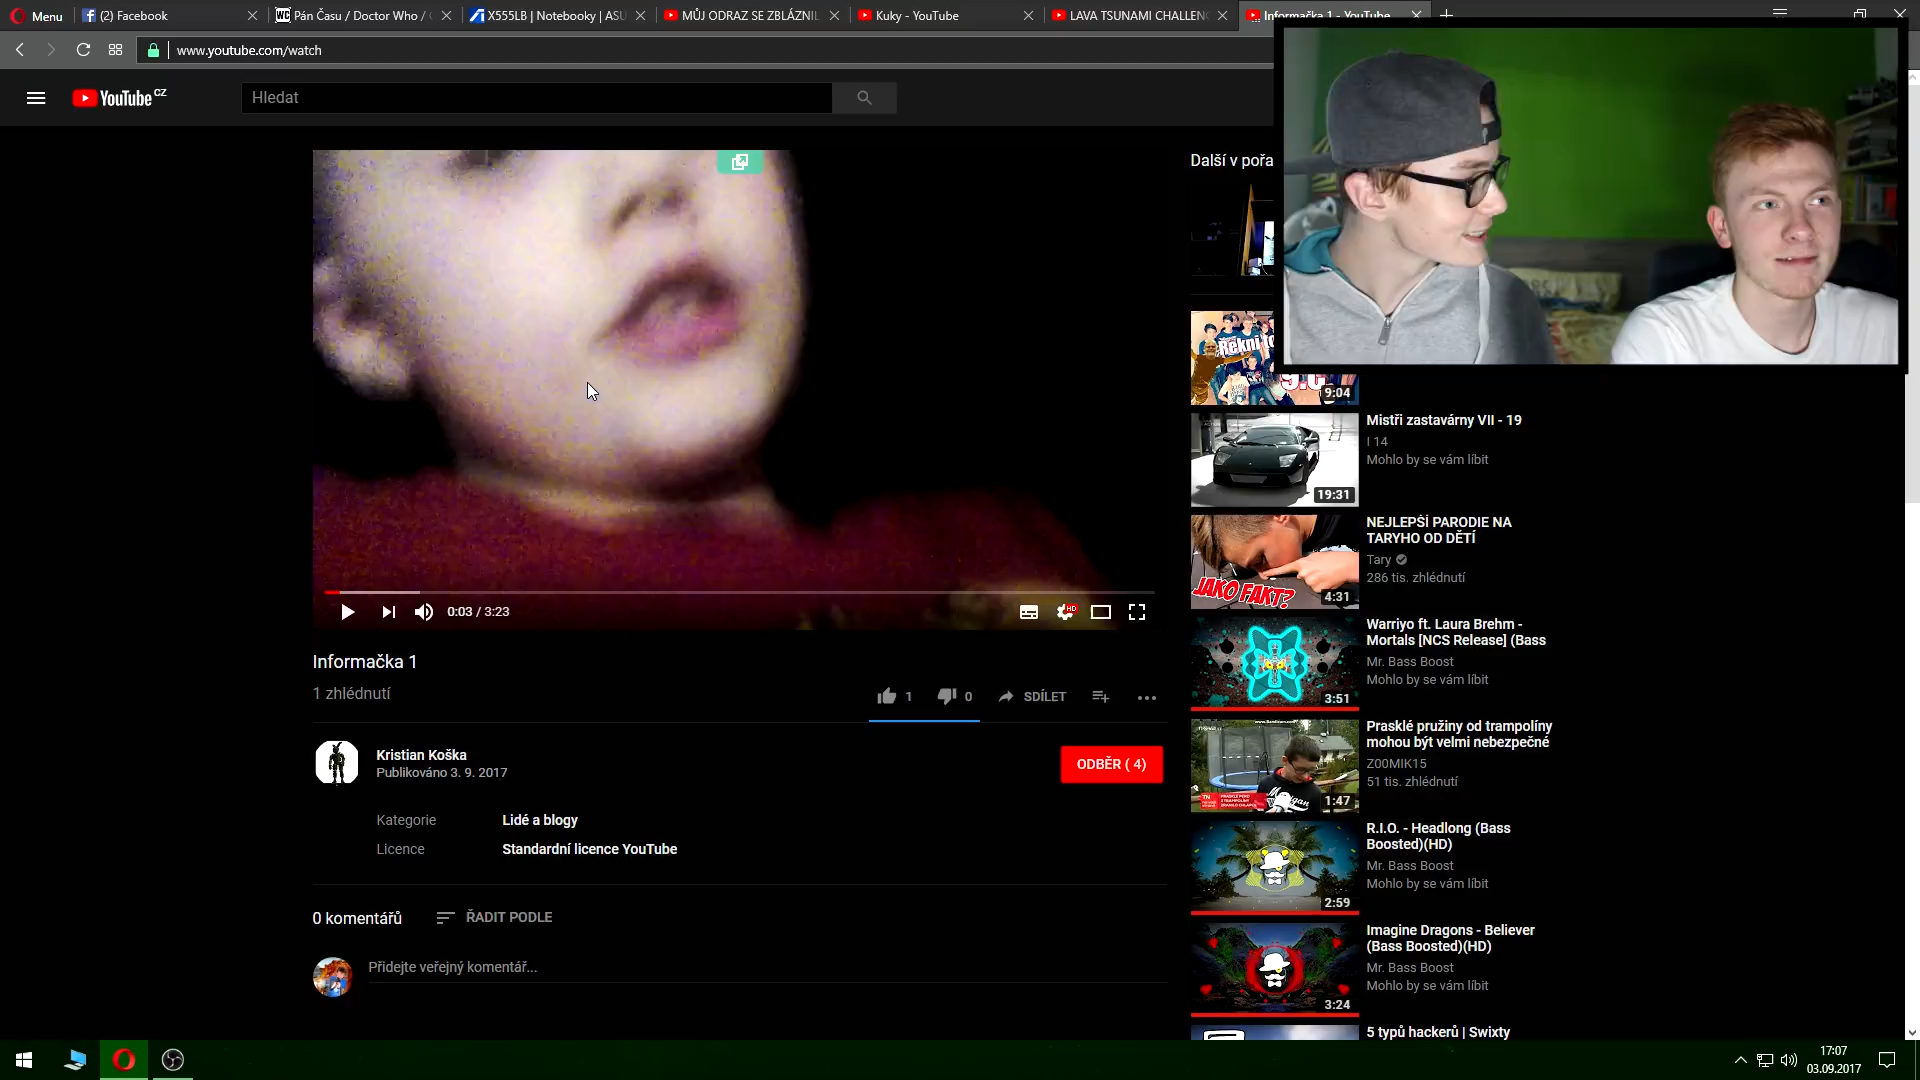 Menu
(2) Facebook
Pán Času / Doctor Who /
X555LB | Notebooky | ASU
MŮJ ODRAZ SE ZBLÁZNIL
Kuky - YouTube
LAVA TSUNAMI CHALLEN
Informačka 1 - YouTube
www.youtube.com/watch
YouTube CZ
Hledat
Další v pořa
0:03 / 3:23
HD
Informačka 1
1 zhlédnutí
1
0
SDÍLET
Kristian Koška
Publikováno 3. 9. 2017
ODBĚR ( 4)
Kategorie
Lidé a blogy
Licence
Standardní licence YouTube
0 komentářů
ŘADIT PODLE
Přidejte veřejný komentář...
Řekni to
9:04
Mistři zastavárny VII - 19
I 14
Mohlo by se vám líbit
19:31
NEJLEPŠÍ PARODIE NA
TARYHO OD DĚTÍ
Tary
286 tis. zhlédnutí
JAKO FAKT?
4:31
Warriyo ft. Laura Brehm -
Mortals [NCS Release] (Bass
Mr. Bass Boost
Mohlo by se vám líbit
3:51
Prasklé pružiny od trampolíny
mohou být velmi nebezpečné
Z00MIK15
51 tis. zhlédnutí
1:47
R.I.O. - Headlong (Bass
Boosted)(HD)
Mr. Bass Boost
Mohlo by se vám líbit
2:59
Imagine Dragons - Believer
(Bass Boosted)(HD)
Mr. Bass Boost
Mohlo by se vám líbit
3:24
5 typů hackerů | Swixty
17:07
03.09.2017